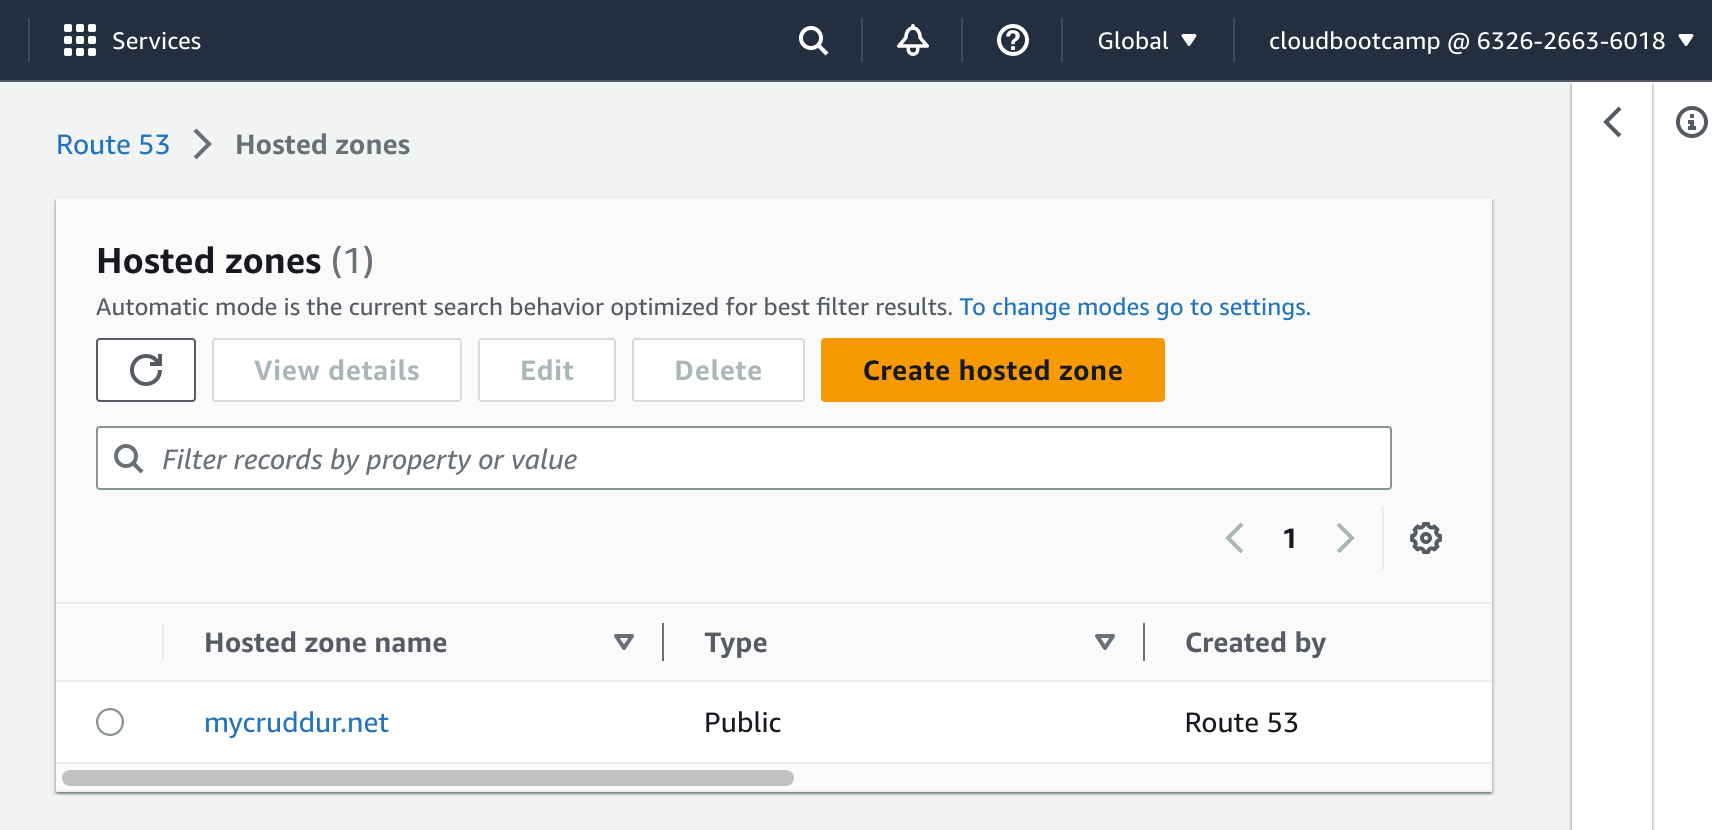 Services
Global
cloudbootcamp @ 6326-2663-6018
Route 53
Hosted zones
Hosted zones (1)
Automatic mode is the current search behavior optimized for best filter results. To change modes go to settings.
View details
Edit
Delete
Create hosted zone
Filter records by property or value
1
Hosted zone name
Type
Created by
mycruddur.net
Public
Route 53